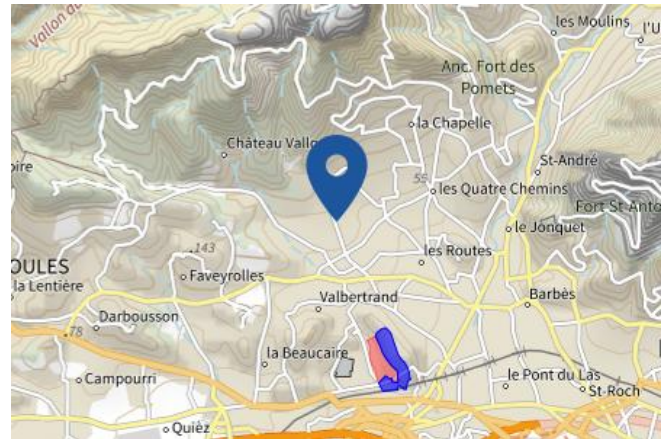 les Moulins
l'U
Vallon
Anc. Fort des
Pomets
la Chapelle
Château Vallo
St-André
oire
55
les Quatre Chemins
Fort St-Anto
le Jonquet
143
les Routes
OULES
la Lentière
Faveyrolles
Valbertrand
Barbès
Darbousson
78
la Beaucaire
Campourri
le Pont du Las
St-Roch
Quièz